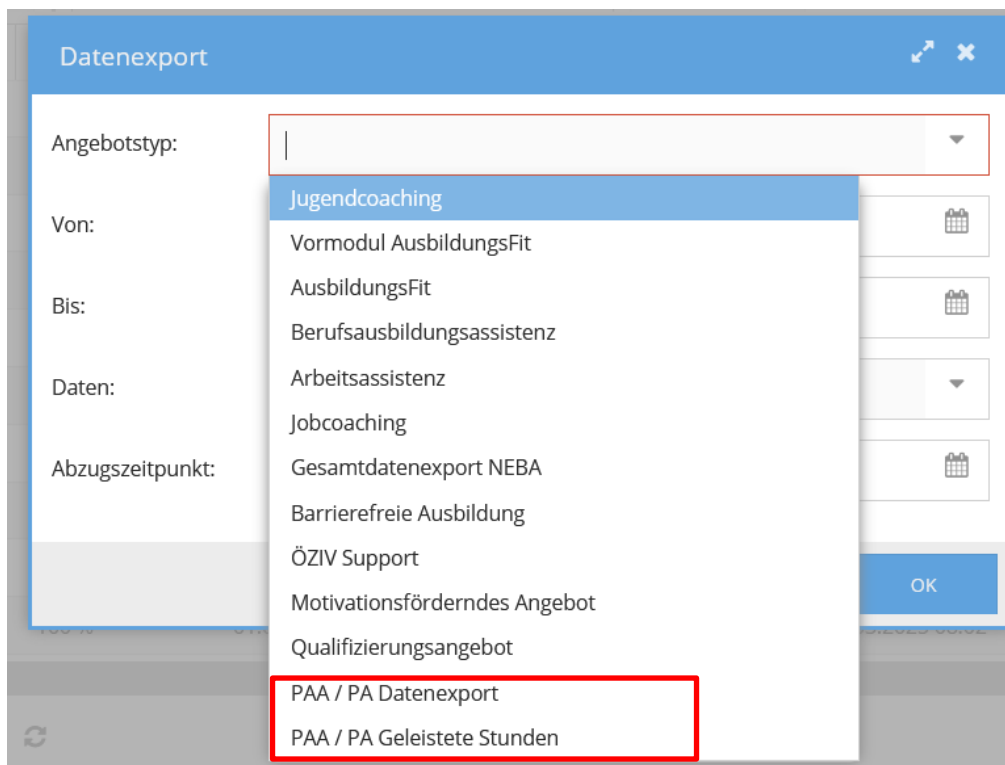 Datenexport
Angebotstyp:
Jugendcoaching
Von:
Vormodul AusbildungsFit
AusbildungsFit
Bis:
Berufsausbildungsassistenz
Daten:
Arbeitsassistenz
Jobcoaching
Abzugszeitpunkt:
Gesamtdatenexport NEBA
Barrierefreie Ausbildung
ÖZIV Support
OK
Motivationsförderndes Angebot
Qualifizierungsangebot
PAA / PA Datenexport
PAA / PA Geleistete Stunden